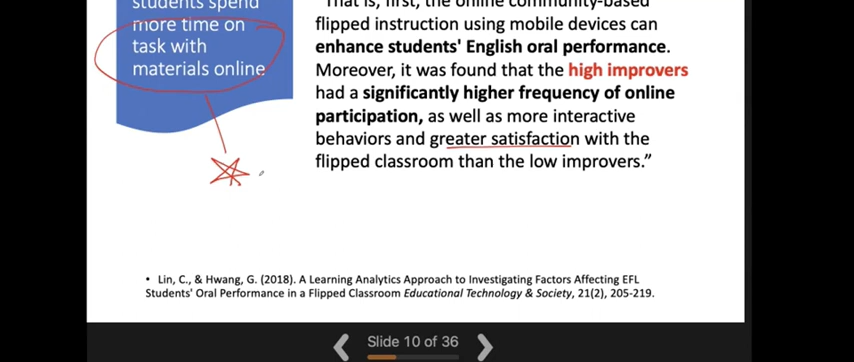 students spend
more time on
task with
materials online
That is, first, the online community-based
flipped instruction using mobile devices can
enhance students' English oral performance.
Moreover, it was found that the high improvers
had a significantly higher frequency of online
participation, as well as more interactive
behaviors and greater satisfaction with the
flipped classroom than the low improvers.”
• Lin, C., & Hwang, G. (2018). A Learning Analytics Approach to Investigating Factors Affecting EFL
Students' Oral Performance in a Flipped Classroom Educational Technology & Society, 21(2), 205-219.
Slide 10 of 36